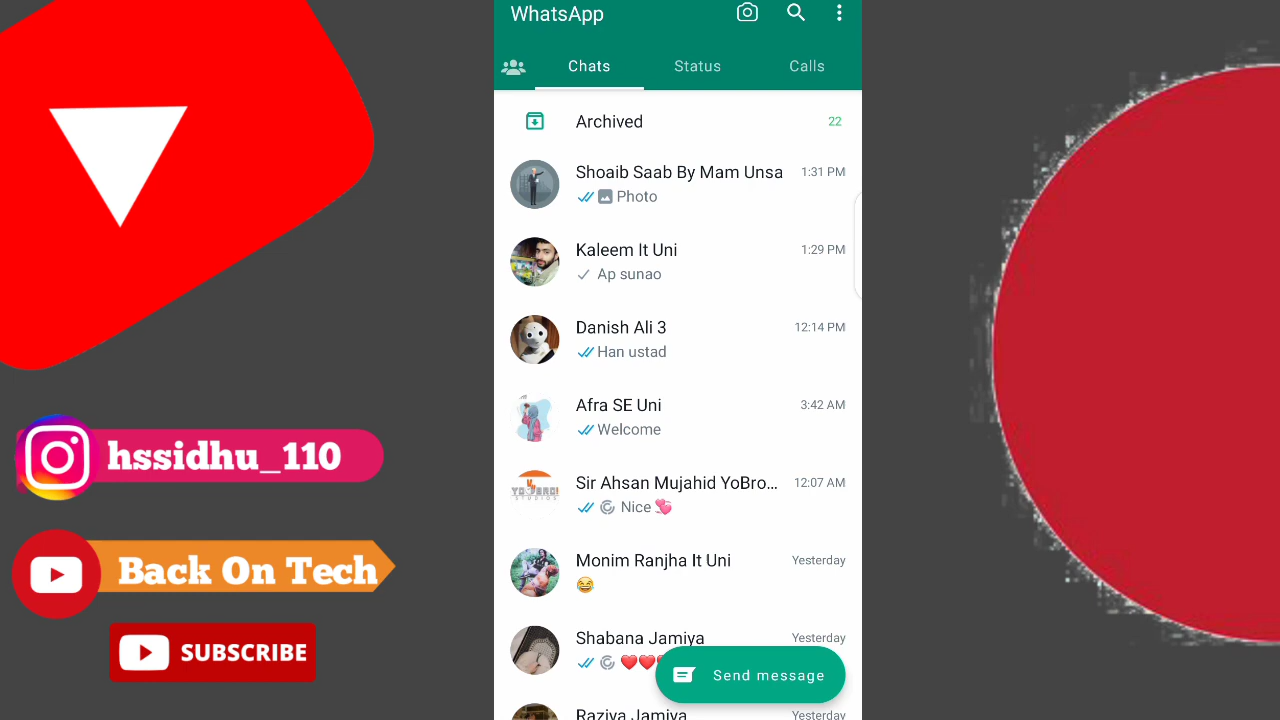 WhatsApp
Chats
Status
Calls
Archived
22
Shoaib Saab By Mam Unsa
1:31 PM
Photo
Kaleem It Uni
1:29 PM
Ap sunao
Danish Ali 3
12:14 PM
Han ustad
Afra SE Uni
3:42 AM
Welcome
Sir Ahsan Mujahid YoBro...
12:07 AM
Nice 💞
Monim Ranjha It Uni
Yesterday
😂
Shabana Jamiya
Yesterday
Send message
Raziya Jamiya
Yesterday
hssidhu_110
Back On Tech
SUBSCRIBE